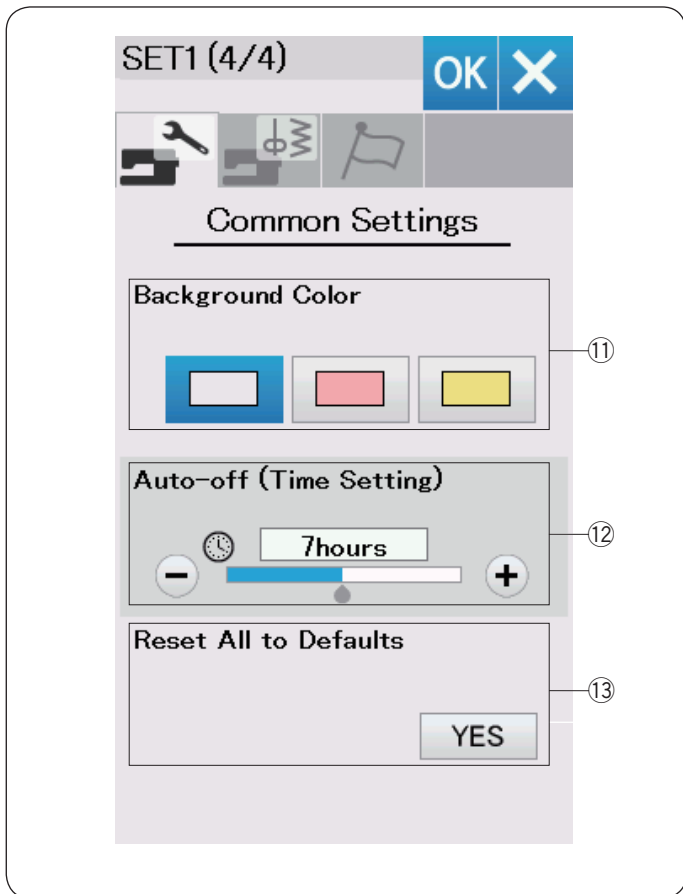 SET1 (4/4)
OK
Common Settings
Background Color
⑪
Auto-off (Time Setting)
7hours
⑫
Reset All to Defaults
YES
⑬